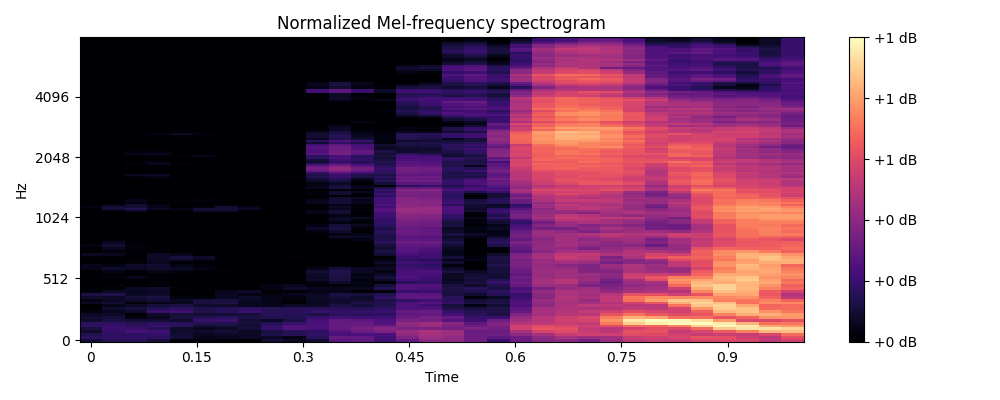 Normalized Mel-frequency spectrogram
Hz
4096
2048
1024
512
0
0 0.15 0.3 0.45 0.6 0.75 0.9
Time
+1 dB
+1 dB
+1 dB
+0 dB
+0 dB
+0 dB